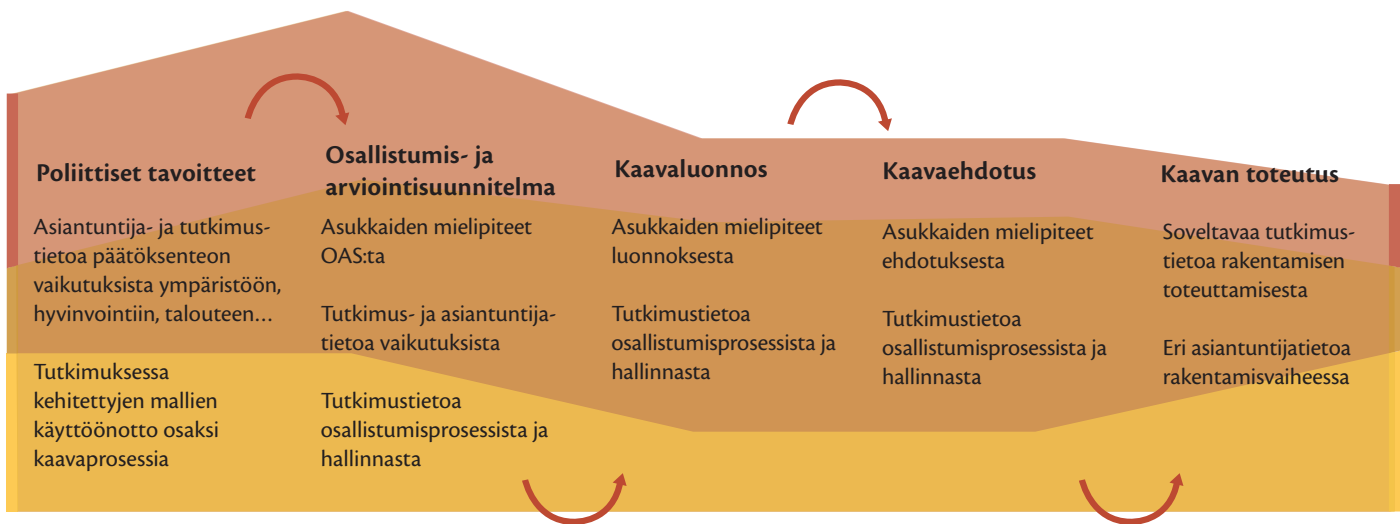 Poliittiset tavoitteet
Asiantuntija- ja tutkimus-
tietoa päätöksenteon
vaikutuksista ympäristöön,
hyvinvointiin, talouteen…
Tutkimuksessa
kehitettyjen mallien
käyttöönotto osaksi
kaavaprosessia
Osallistumis- ja
arviointisuunnitelma
Asukkaiden mielipiteet
OAS:ta
Tutkimus- ja asiantuntija-
tietoa vaikutuksista
Tutkimustietoa
osallistumisprosessista ja
hallinnasta
Kaavaluonnos
Asukkaiden mielipiteet
luonnoksesta
Tutkimustietoa
osallistumisprosessista ja
hallinnasta
Kaavaehdotus
Asukkaiden mielipiteet
ehdotuksesta
Tutkimustietoa
osallistumisprosessista ja
hallinnasta
Kaavan toteutus
Soveltavaa tutkimus-
tietoa rakentamisen
toteuttamisesta
Eri asiantuntijatietoa
rakentamisvaiheessa